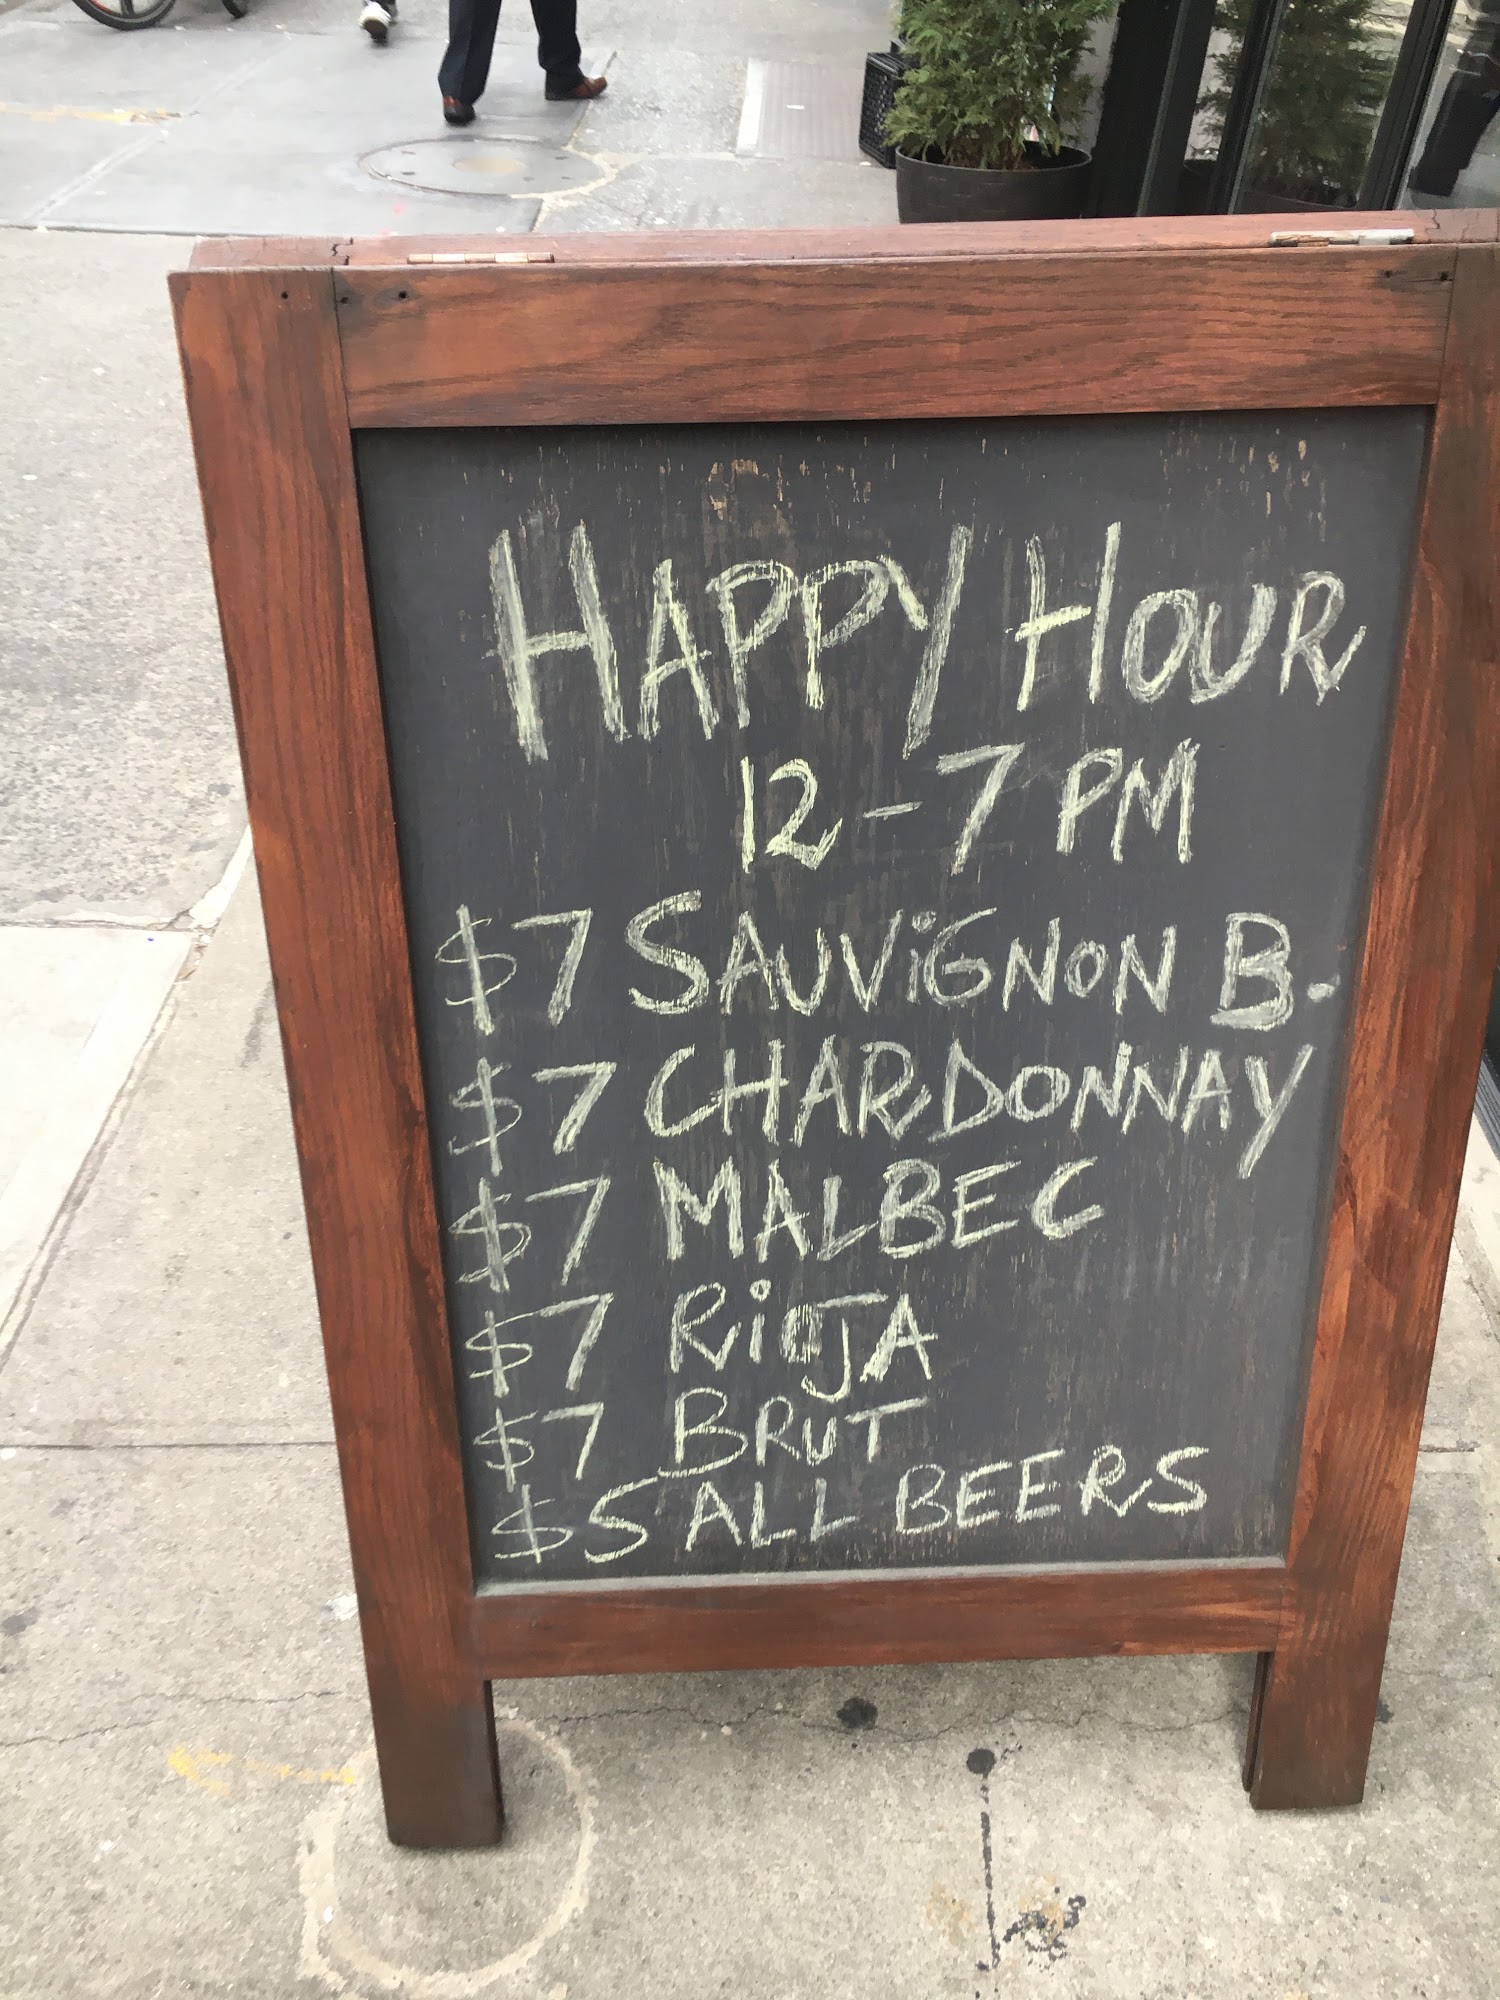 HAPPY HOUR
12-7 PM
$7 SAUViGNON B.
$7 CHARDONNAY
$7 MALBEC
$7 RiOJA
$7 BRUT
$5 ALL BEERS